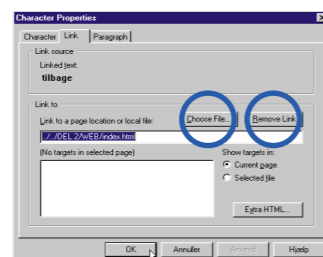 Character Properties
Character Link Paragraph
Link source
Linked text:
tilbage
Link to
Link to a page location or local file: Choose File... Remove Link
../../DEL 2/WEB/index.html
(No targets in selected page) Show targets in:
Current page
Selected file
Extra HTML...
OK Annuller Anvend Hjælp